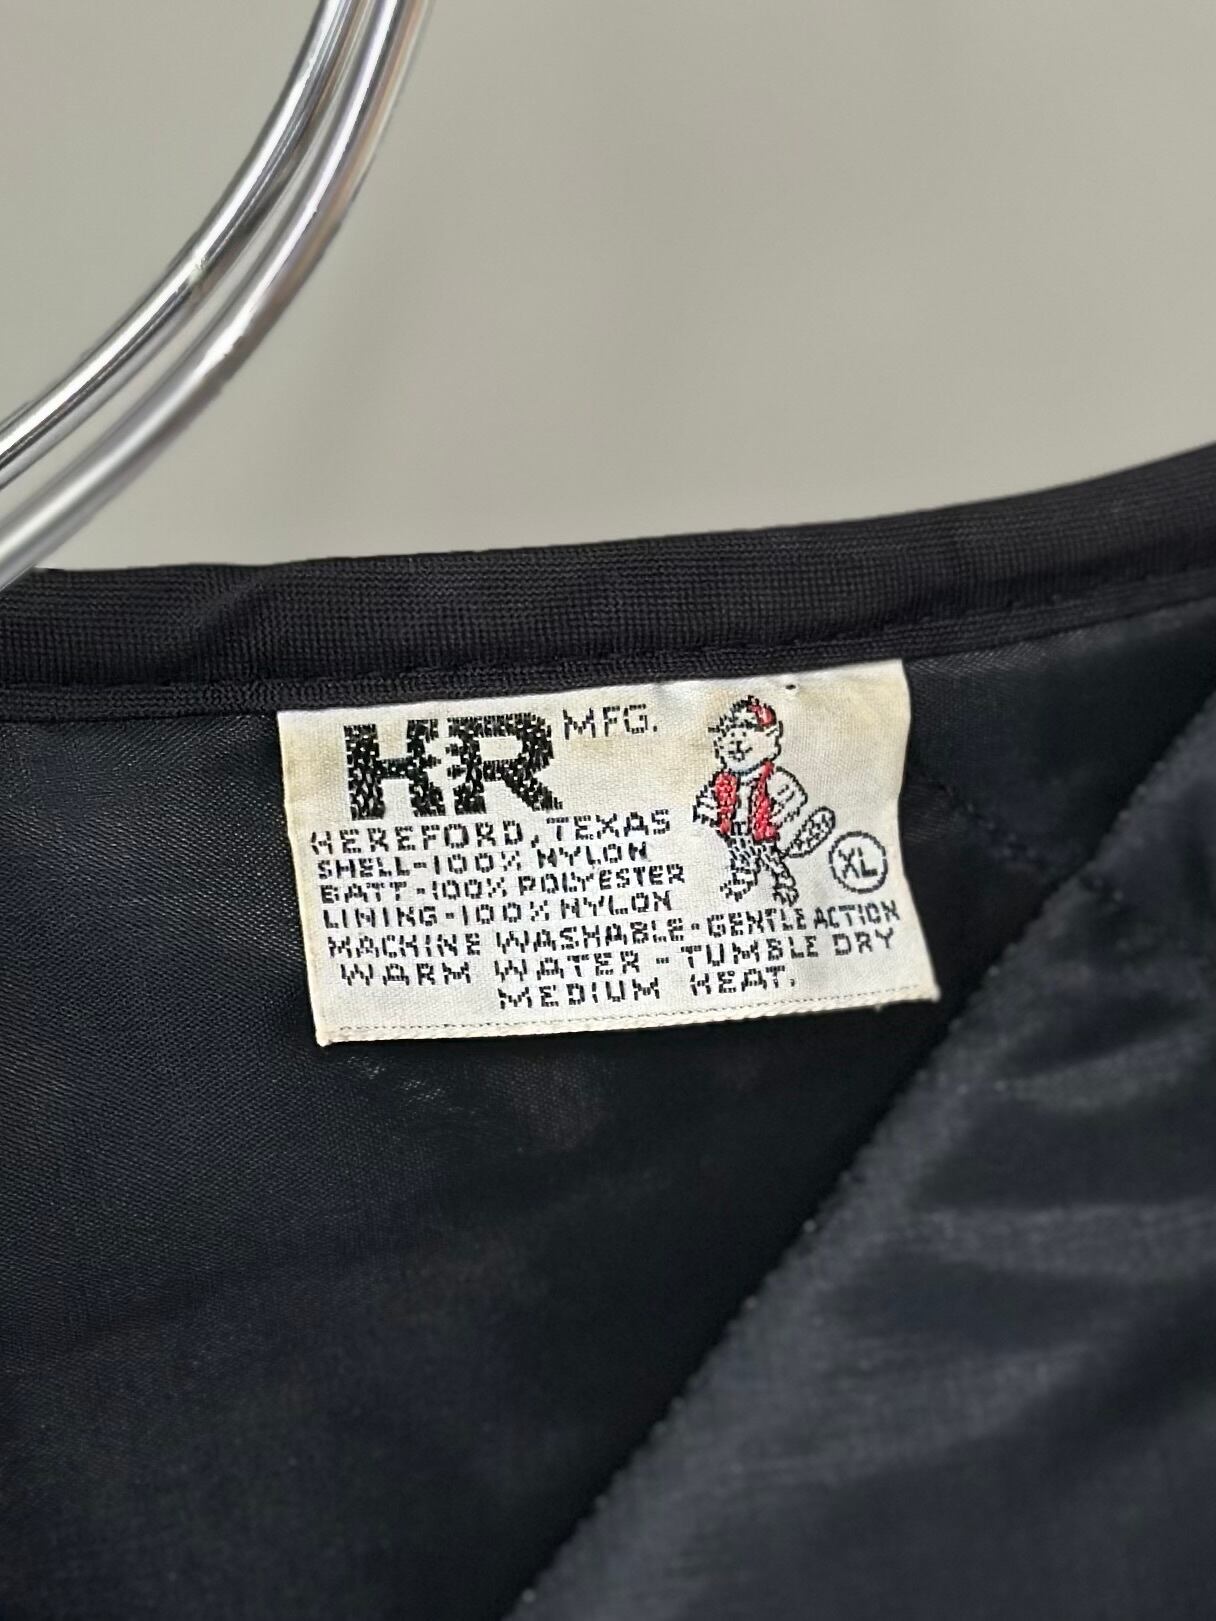 HR MFG.
HEREFORD, TEXAS
SHELL-100% NYLON
BATT-100% POLYESTER
LINING-100% NYLON
XL
MACHINE WASHABLE-GENTLE ACTION
WARM WATER-TUMBLE DRY
MEDIUM HEAT.